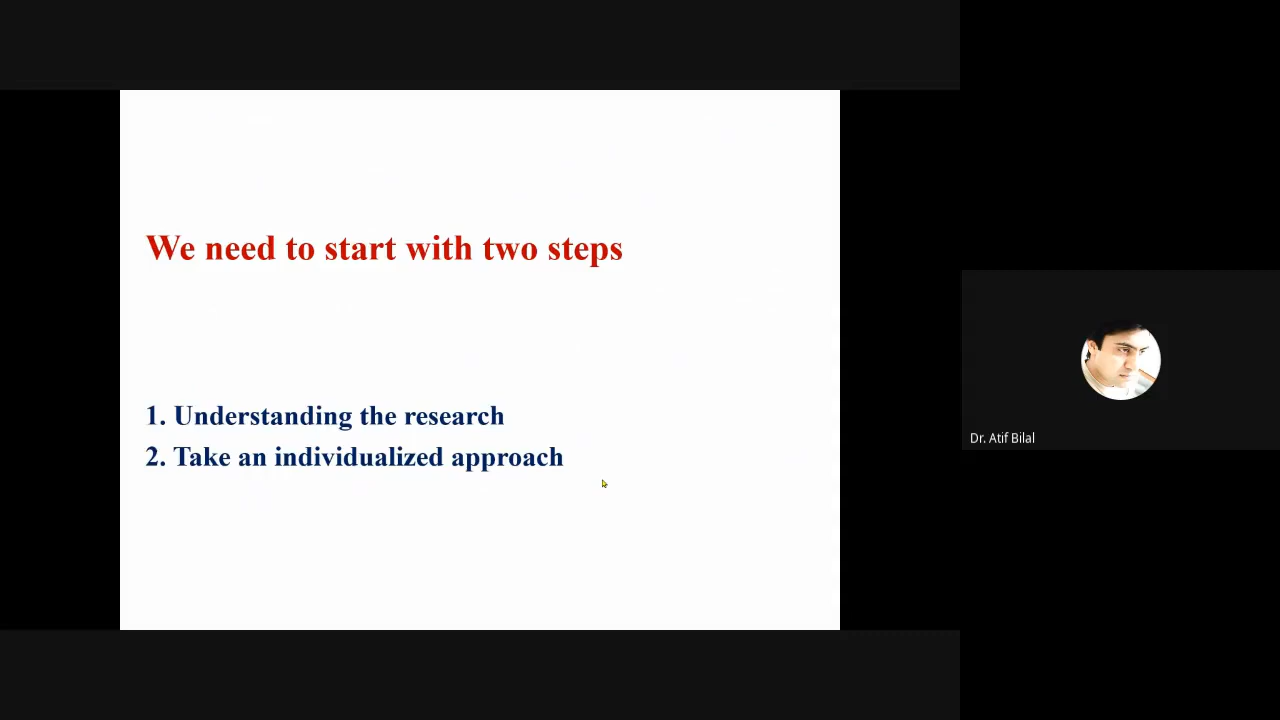 We need to start with two steps
1. Understanding the research
2. Take an individualized approach
Dr. Atif Bilal